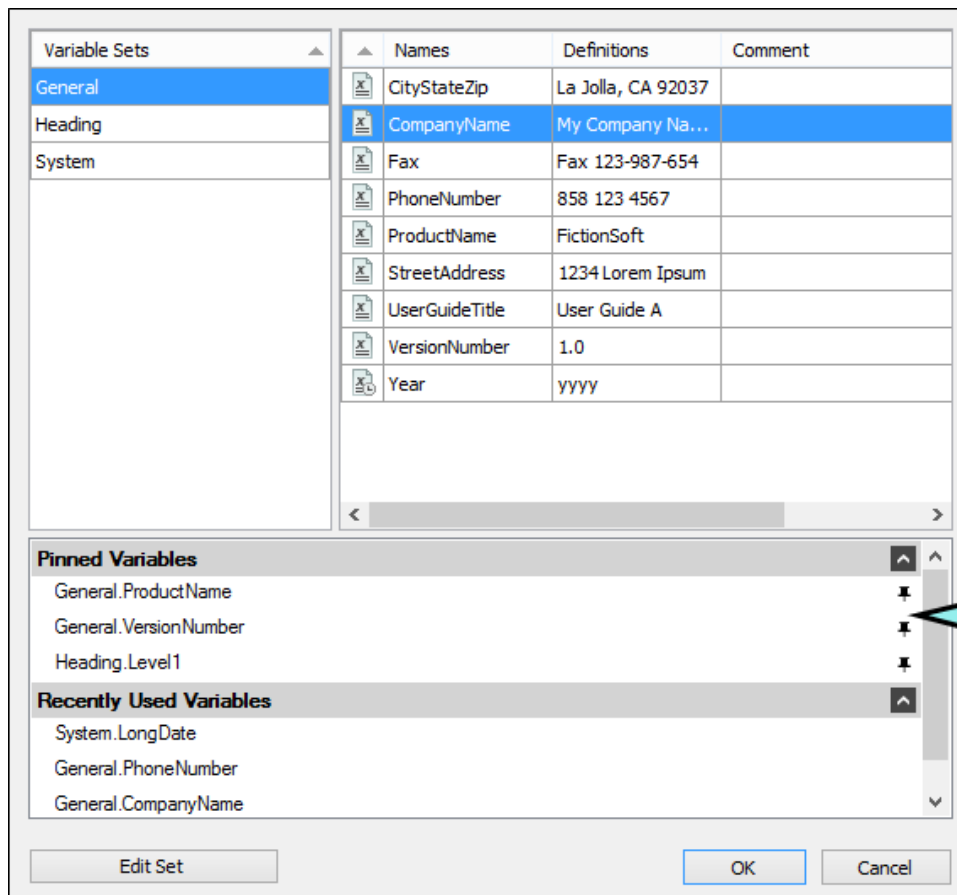 Variable Sets
General
Heading
System
Names Definitions Comment
CityStateZip La Jolla, CA 92037
CompanyName My Company Na...
Fax Fax 123-987-654
PhoneNumber 858 123 4567
ProductName FictionSoft
StreetAddress 1234 Lorem Ipsum
UserGuideTitle User Guide A
VersionNumber 1.0
Year yyyy
Pinned Variables
General.ProductName
General.VersionNumber
Heading.Level1
Recently Used Variables
System.LongDate
General.PhoneNumber
General.CompanyName
Edit Set OK Cancel